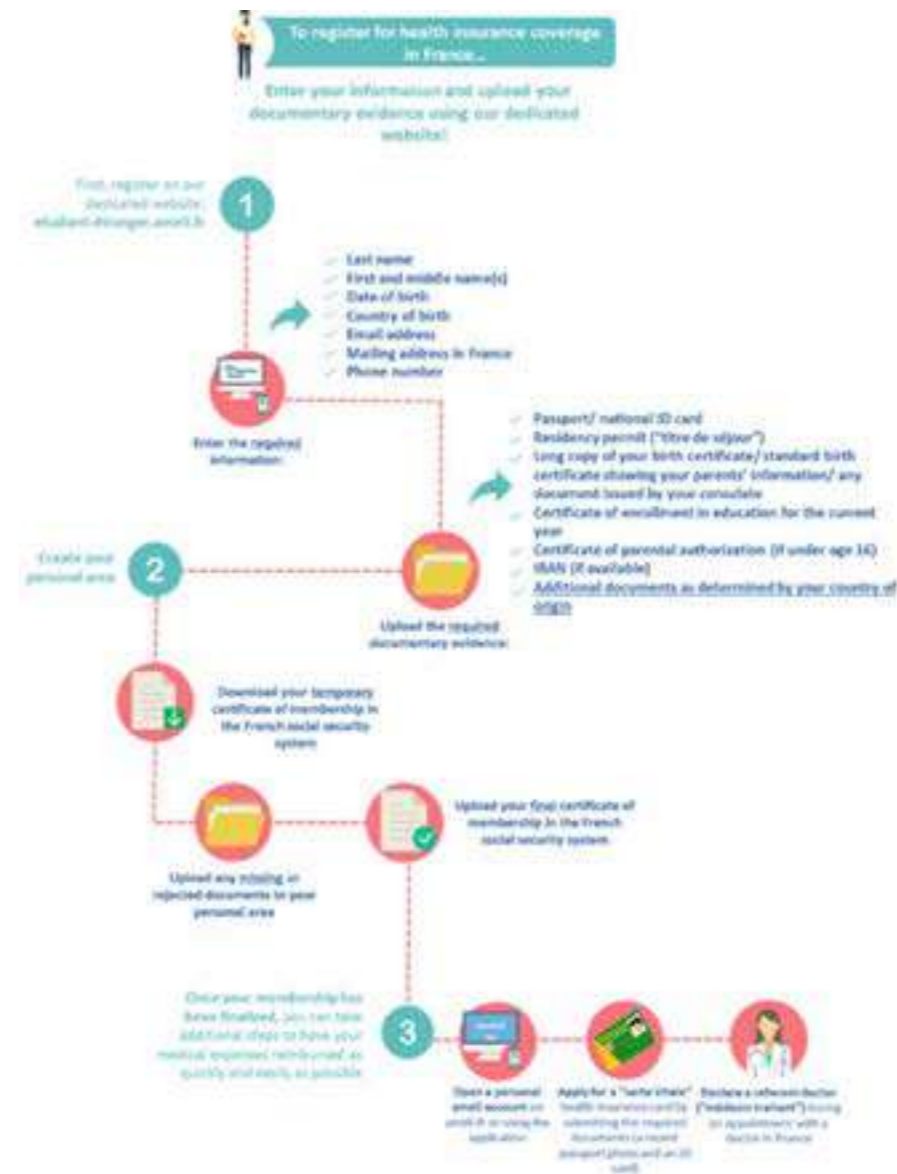 To register for health insurance coverage
in France...
Enter your information and upload your
documentary evidence using our dedicated
website!
First, register on our
dedicated website:
etudiant-etranger.ameli.fr
1
Last name
First and middle name(s)
Date of birth
Country of birth
Email address
Mailing address in France
Phone number
Enter the required
information:
Passport/ national ID card
Residency permit ("titre de séjour")
Long copy of your birth certificate/ standard birth
certificate showing your parents' information/ any
document issued by your consulate
Certificate of enrollment in education for the current
year
Certificate of parental authorization (if under age 16)
IBAN (if available)
Additional documents as determined by your country of
origin
Create your
personal area
2
Upload the required
documentary evidence:
Download your temporary
certificate of membership in
the French social security
system
Upload your final certificate of
membership in the French
social security system
Upload any missing or
rejected documents to your
personal area
Once your membership has
been finalized, you can take
additional steps to have your
medical expenses reimbursed as
quickly and easily as possible
3
Open a personal
ameli account on
ameli.fr or using the
application
Apply for a "carte Vitale"
health insurance card by
submitting the required
documents (a recent
passport photo and an ID
card)
Declare a referent doctor
("médecin traitant") during
an appointment with a
doctor in France